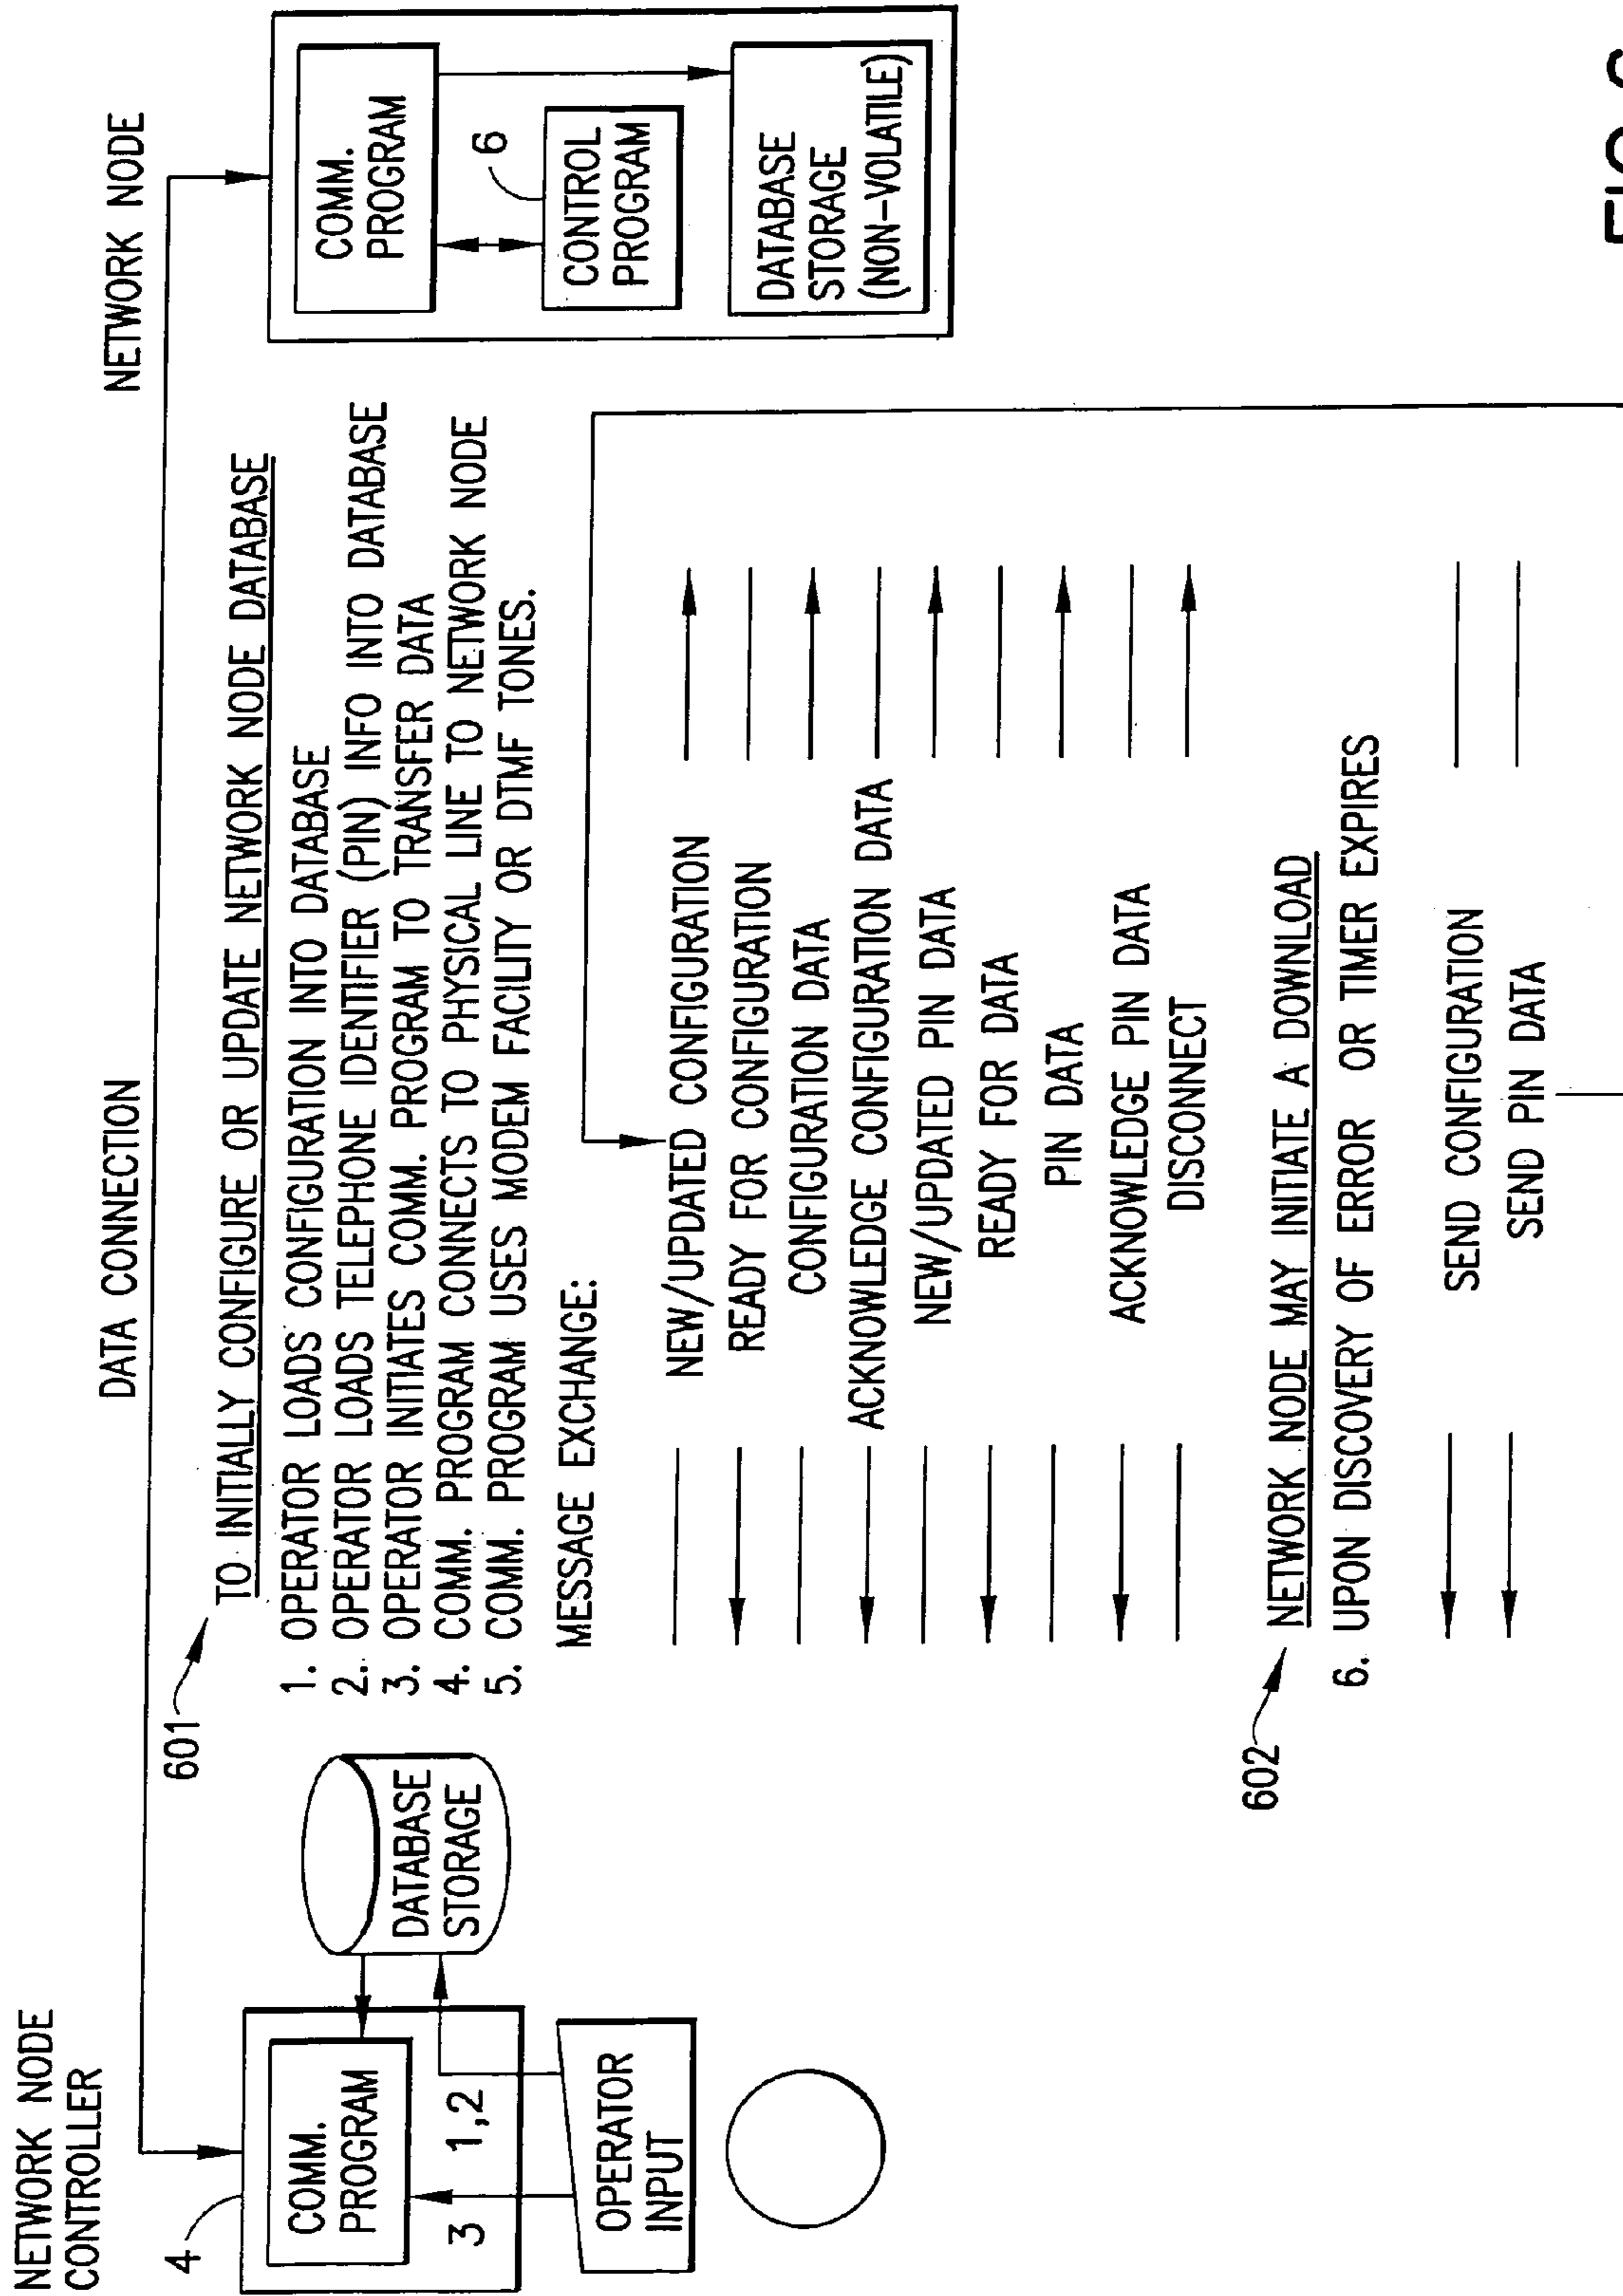 NETWORK NODE
CONTROLLER
DATA CONNECTION
NETWORK NODE
4
COMM.
PROGRAM
3 1,2
OPERATOR
INPUT
DATABASE
STORAGE
601
TO INITIALLY CONFIGURE OR UPDATE NETWORK NODE DATABASE
1. OPERATOR LOADS CONFIGURATION INTO DATABASE
2. OPERATOR LOADS TELEPHONE IDENTIFIER (PIN) INFO INTO DATABASE
3. OPERATOR INITIATES COMM. PROGRAM TO TRANSFER DATA
4. COMM. PROGRAM CONNECTS TO PHYSICAL LINE TO NETWORK NODE
5. COMM. PROGRAM USES MODEM FACILITY OR DTMF TONES.
MESSAGE EXCHANGE:
NEW/UPDATED CONFIGURATION
READY FOR CONFIGURATION
CONFIGURATION DATA
ACKNOWLEDGE CONFIGURATION DATA
NEW/UPDATED PIN DATA
READY FOR DATA
PIN DATA
ACKNOWLEDGE PIN DATA
DISCONNECT
602
NETWORK NODE MAY INITIATE A DOWNLOAD
6. UPON DISCOVERY OF ERROR OR TIMER EXPIRES
SEND CONFIGURATION
SEND PIN DATA
COMM.
PROGRAM
6
CONTROL
PROGRAM
DATABASE
STORAGE
(NON-VOLATILE)